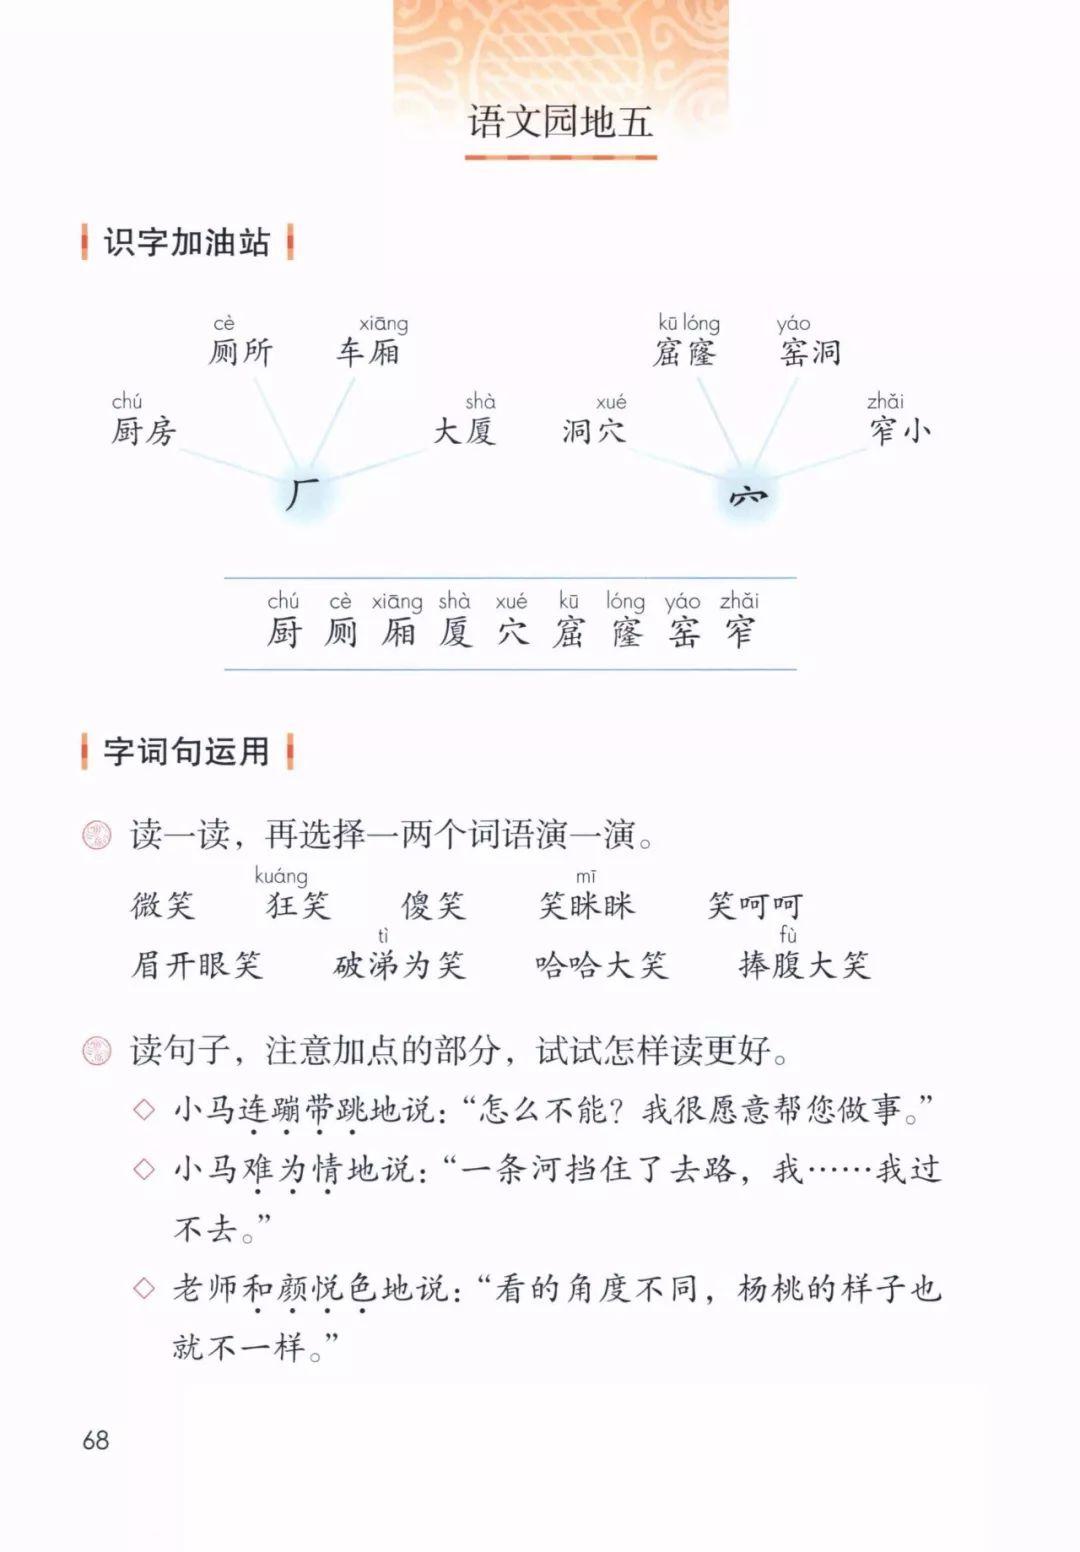 语文园地五
识字加油站
cè xiāng kū lóng yáo
厕所 车厢 窟窿 窑洞
chú shà xué zhǎi
厨房 大厦 洞穴 窄小
厂 穴
chú cè xiāng shà xué kū lóng yáo zhǎi
厨 厕 厢 厦 穴 窟 窿 窑 窄
字词句运用
读一读，再选择一两个词语演一演。
kuáng mī
微笑 狂笑 傻笑 笑眯眯 笑呵呵
tì fù
眉开眼笑 破涕为笑 哈哈大笑 捧腹大笑
读句子，注意加点的部分，试试怎样读更好。
◇ 小马连蹦带跳地说：“怎么不能？我很愿意帮您做事。”
◇ 小马难为情地说：“一条河挡住了去路，我……我过
不去。”
◇ 老师和颜悦色地说：“看的角度不同，杨桃的样子也
就不一样。”
68